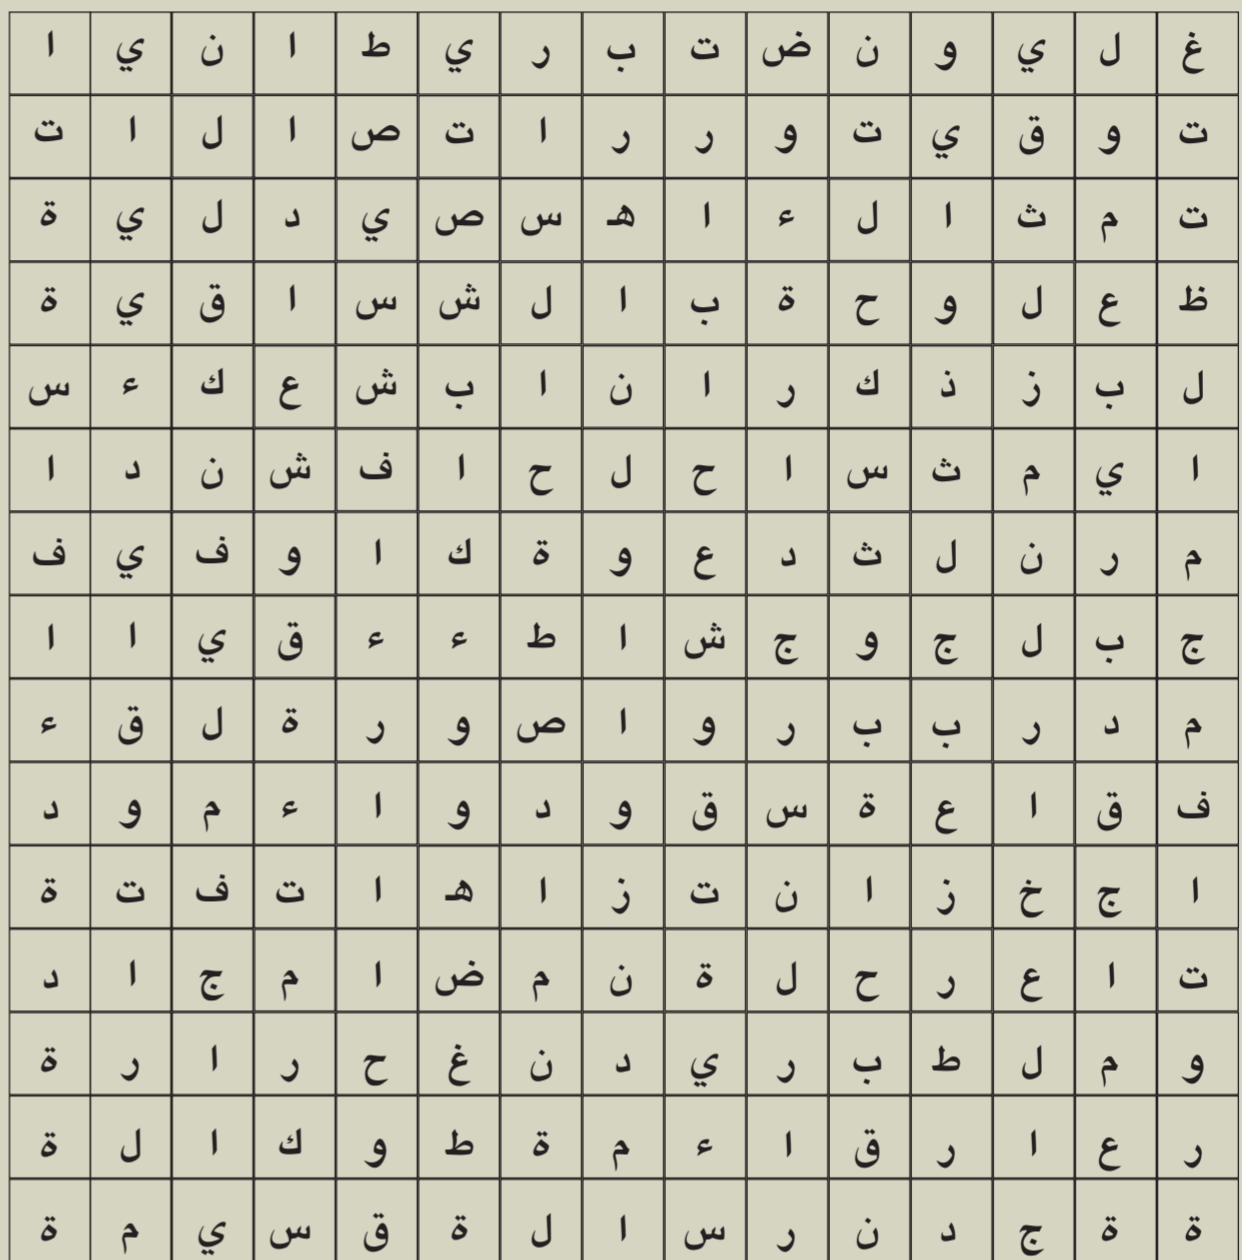 غ ل ي و ن ض ت ب ر ي ط ا ن ي ا
ت و ق ي ت و ر ر ا ت ص ا ل ا ت
ت م ث ا ل ء ا هـ س ص ي د ل ي ة
ظ ع ل و ح ة ب ا ل ش س ا ق ي ة
ل ب ز ذ ك ر ا ن ا ب ش ع ك ء س
ا ي م ث س ا ح ل ح ا ف ش ن د ا
م ر ن ل ث د ع و ة ك ا و ف ي ف
ج ب ل ج و ج ش ا ط ء ء ق ي ا ا
م د ر ب ب ر و ا ص و ر ة ل ق ء
ف ق ا ع ة س ق و د و ا ء م و د
ا ج خ ز ا ن ت ز ا هـ ا ت ف ت ة
ت ا ع ر ح ل ة ن م ض ا م ج ا د
و م ل ط ب ر ي د ن غ ح ر ا ر ة
ر ع ا ر ق ا ء م ة ط و ك ا ل ة
ة ة ج د ن ر س ا ل ة ق س ي م ة